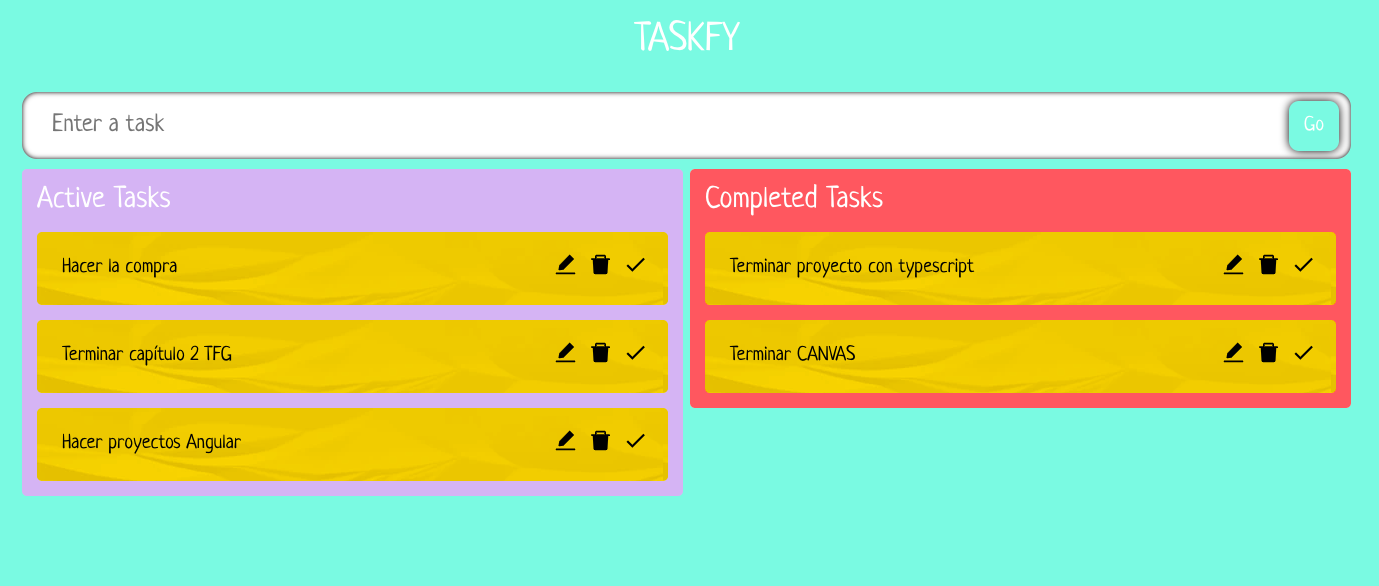 TASKFY
Enter a task
Go
Active Tasks
Hacer la compra
Terminar capítulo 2 TFG
Hacer proyectos Angular
Completed Tasks
Terminar proyecto con typescript
Terminar CANVAS